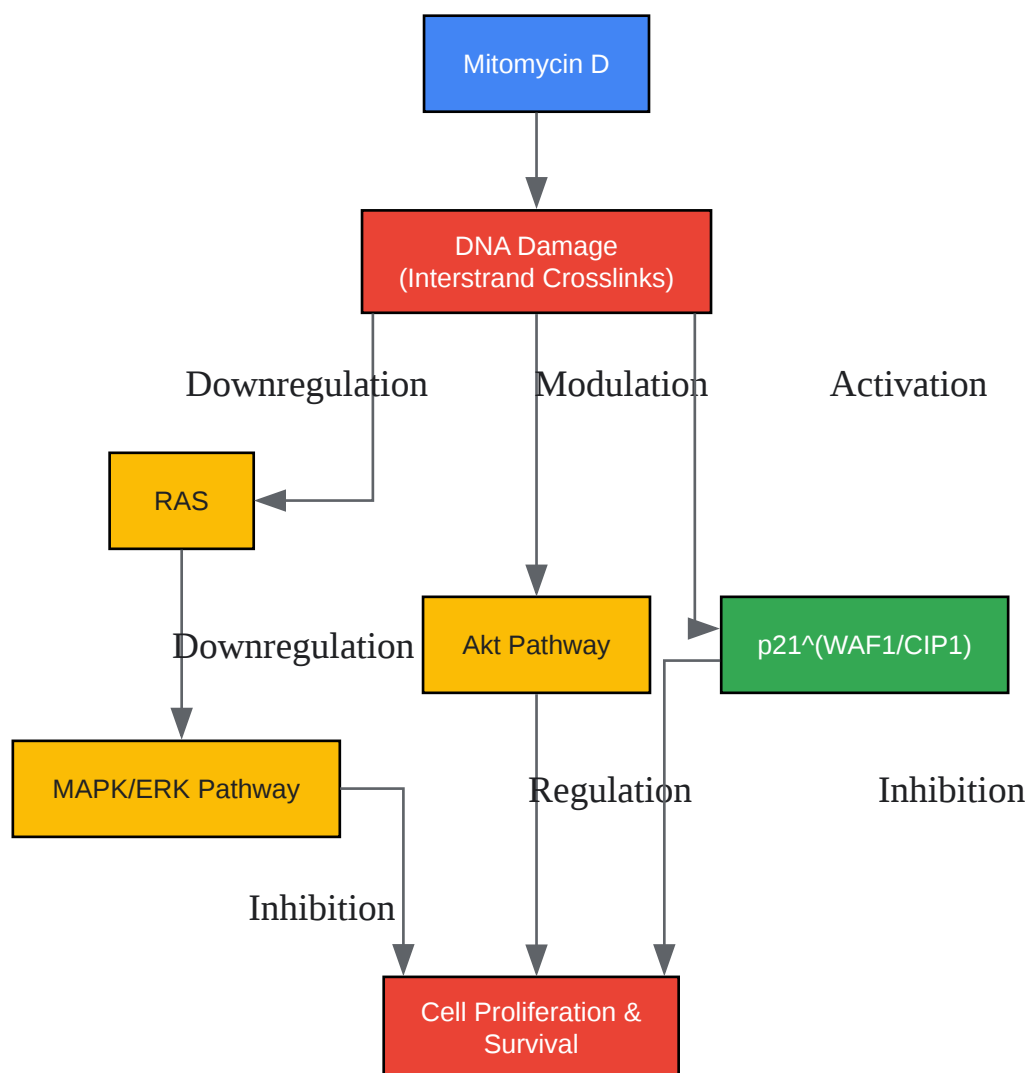 Mitomycin D
DNA Damage
(Interstrand Crosslinks)
Downregulation
Modulation
Activation
RAS
Downregulation
Akt Pathway
p21^(WAF1/CIP1)
MAPK/ERK Pathway
Regulation
Inhibition
Inhibition
Cell Proliferation &
Survival